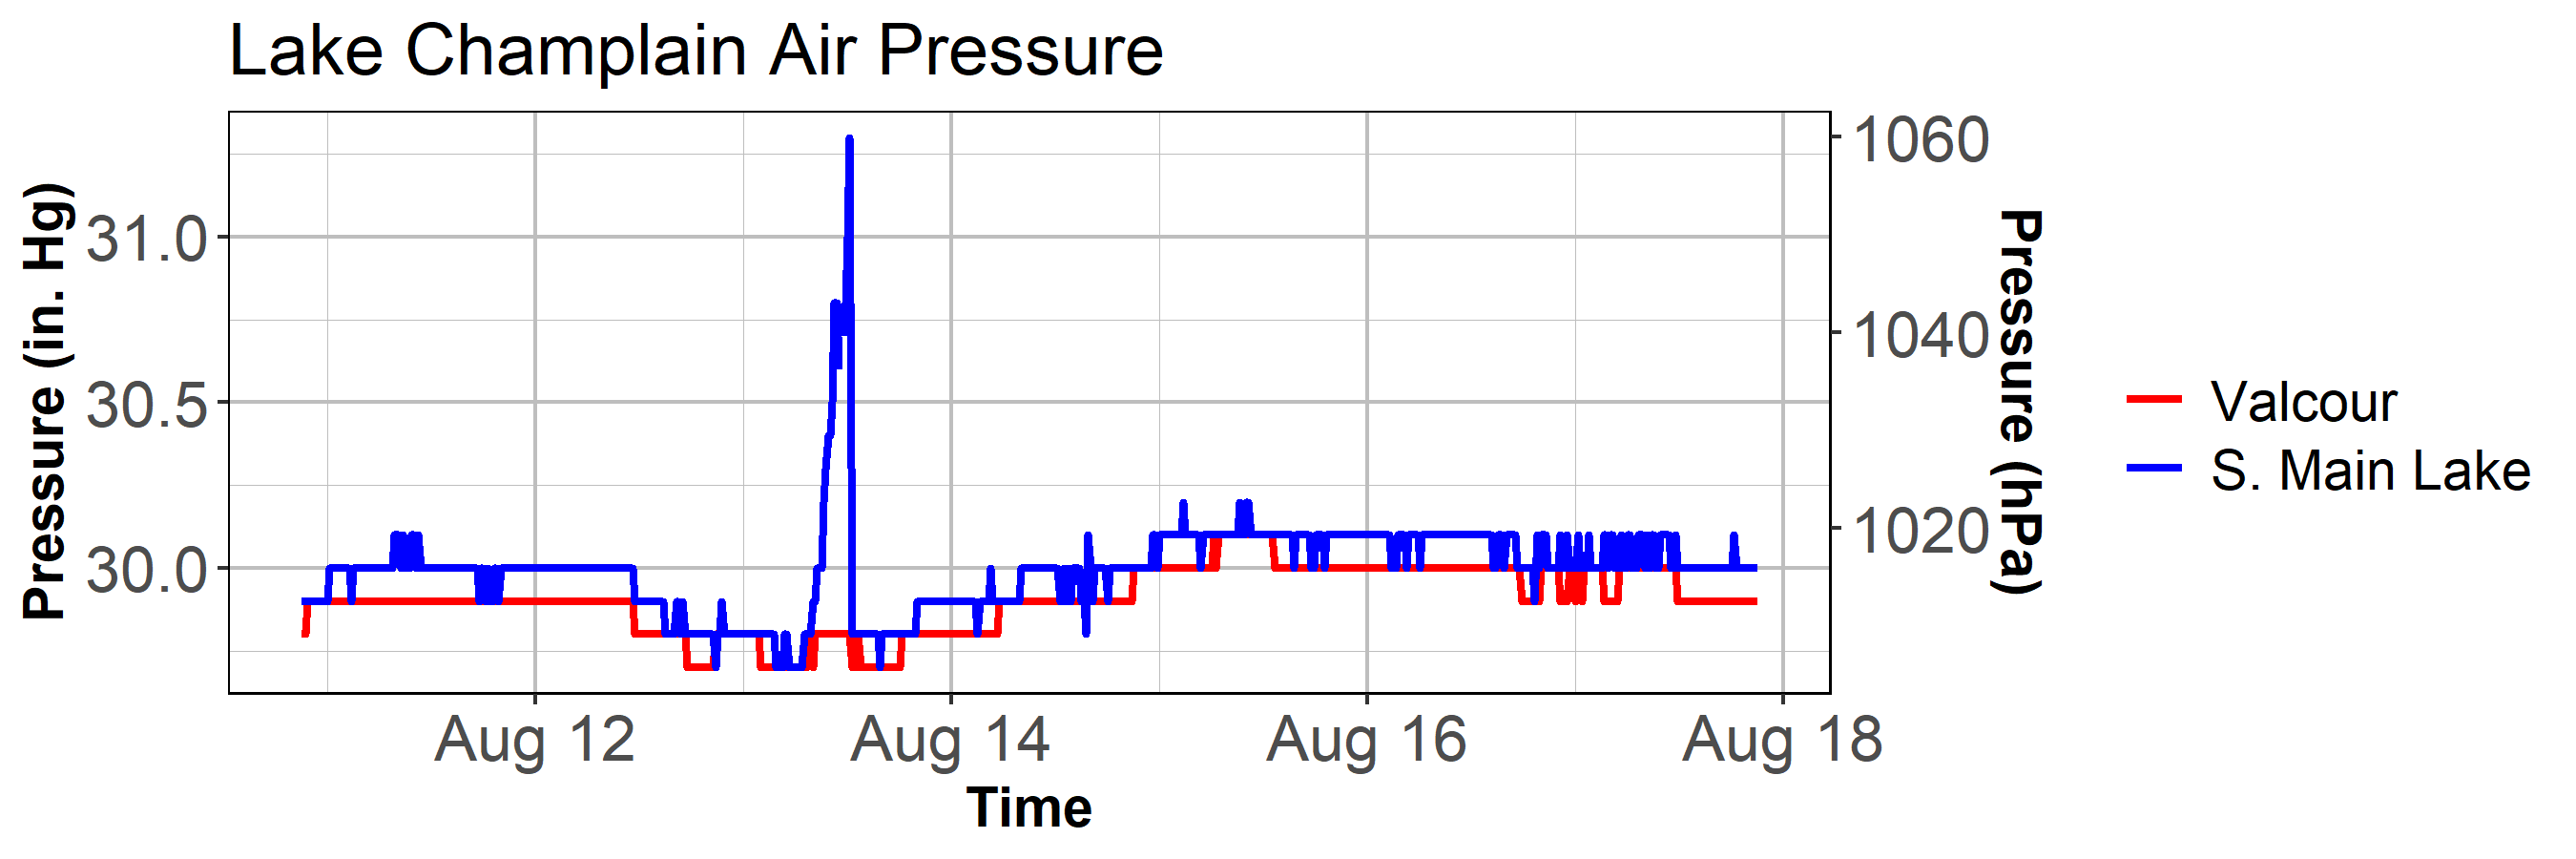 Lake Champlain Air Pressure
Pressure (in. Hg)
31.0
30.5
30.0
1060
1040
1020
Pressure (hPa)
Valcour
S. Main Lake
Aug 12
Aug 14
Aug 16
Aug 18
Time